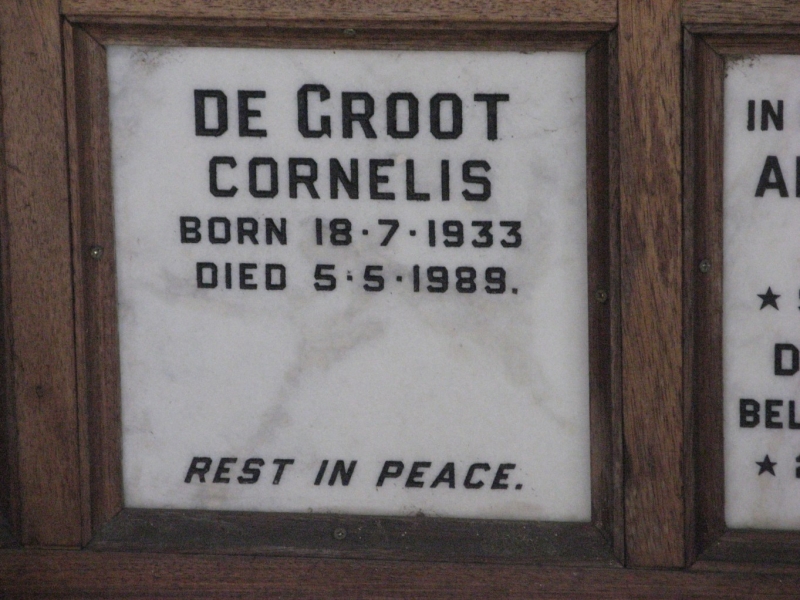 DE GROOT
CORNELIS
BORN 18·7·1933
DIED 5·5·1989.
REST IN PEACE.
IN